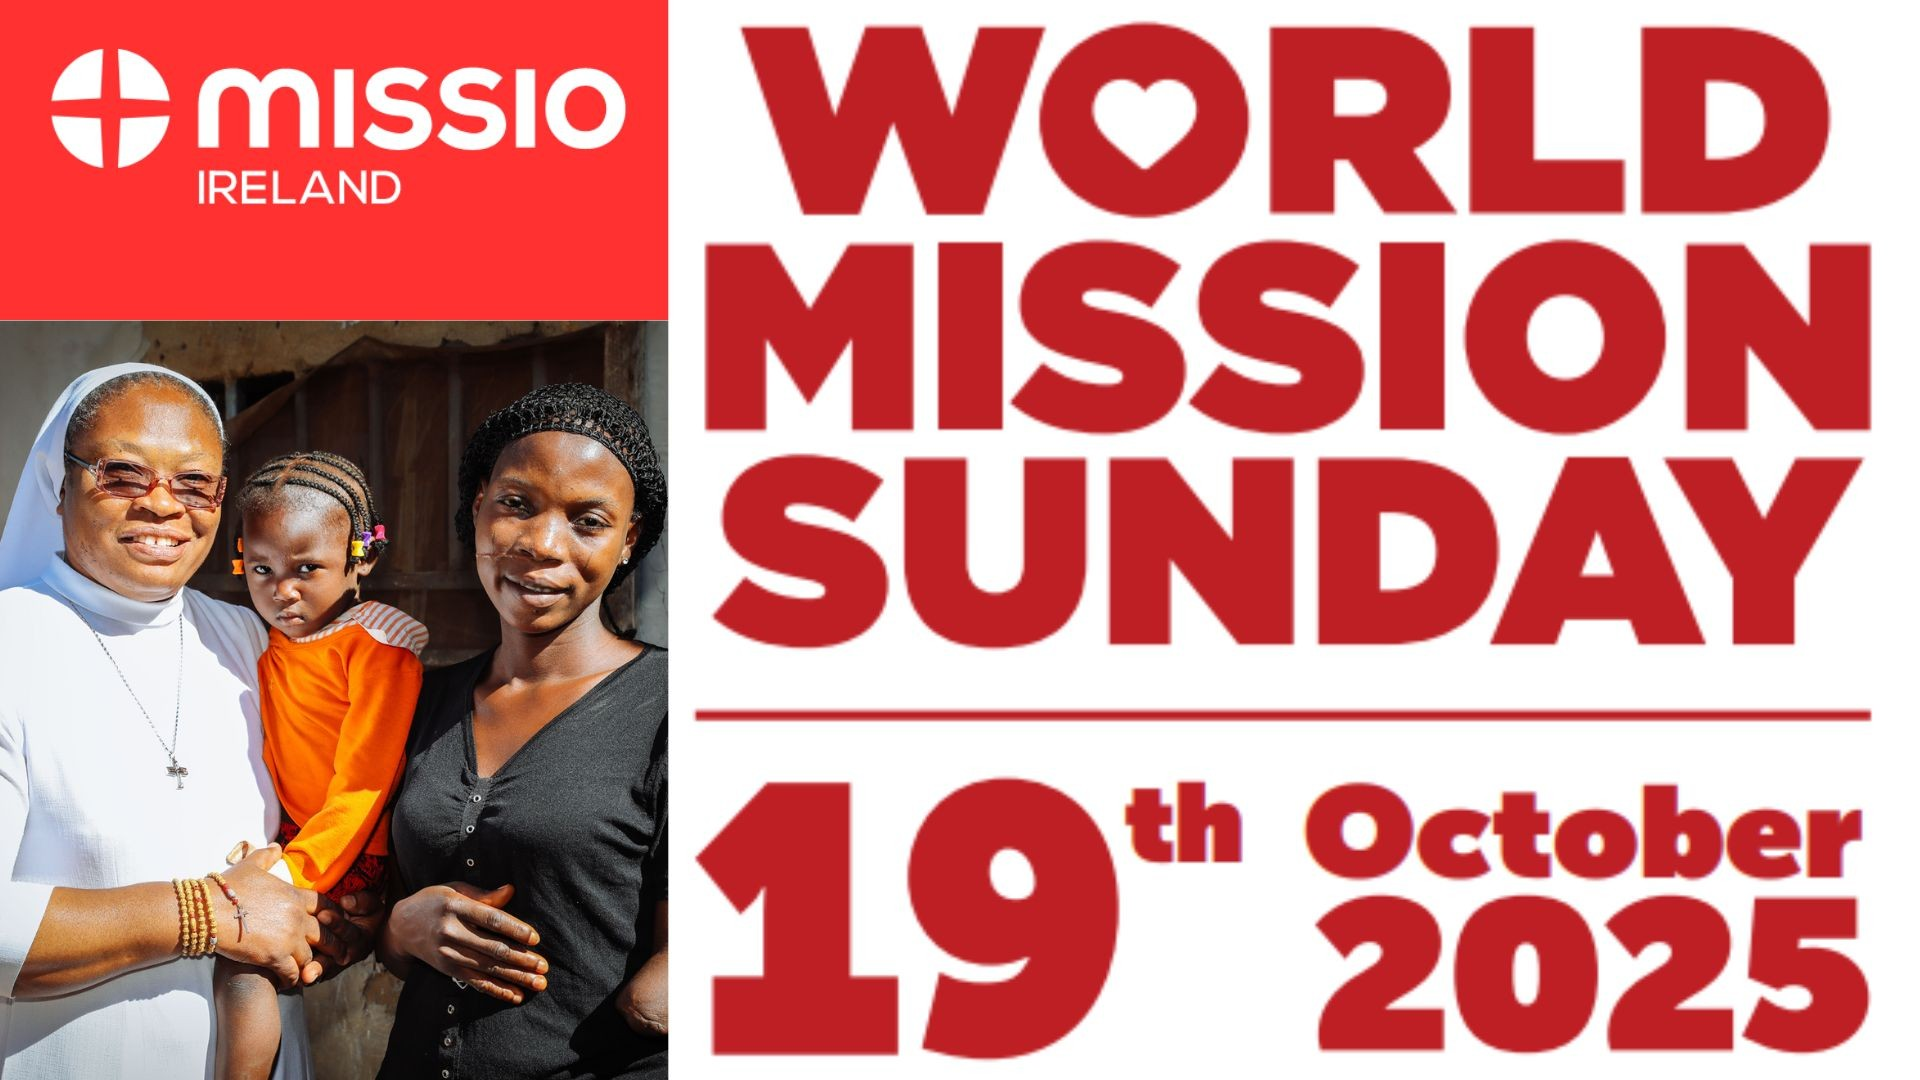 missio
IRELAND
WORLD
MISSION
SUNDAY
19th October
2025